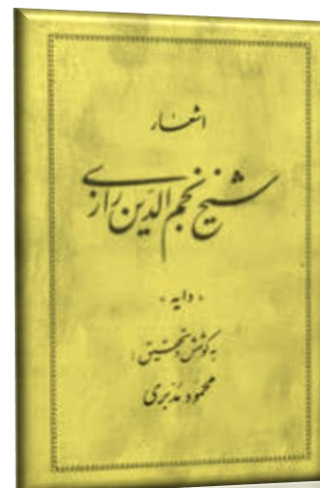 اشعار
شیخ نجم الدین رازی
« دایه »
به کوشش و تحقیق :
محمود مدبری